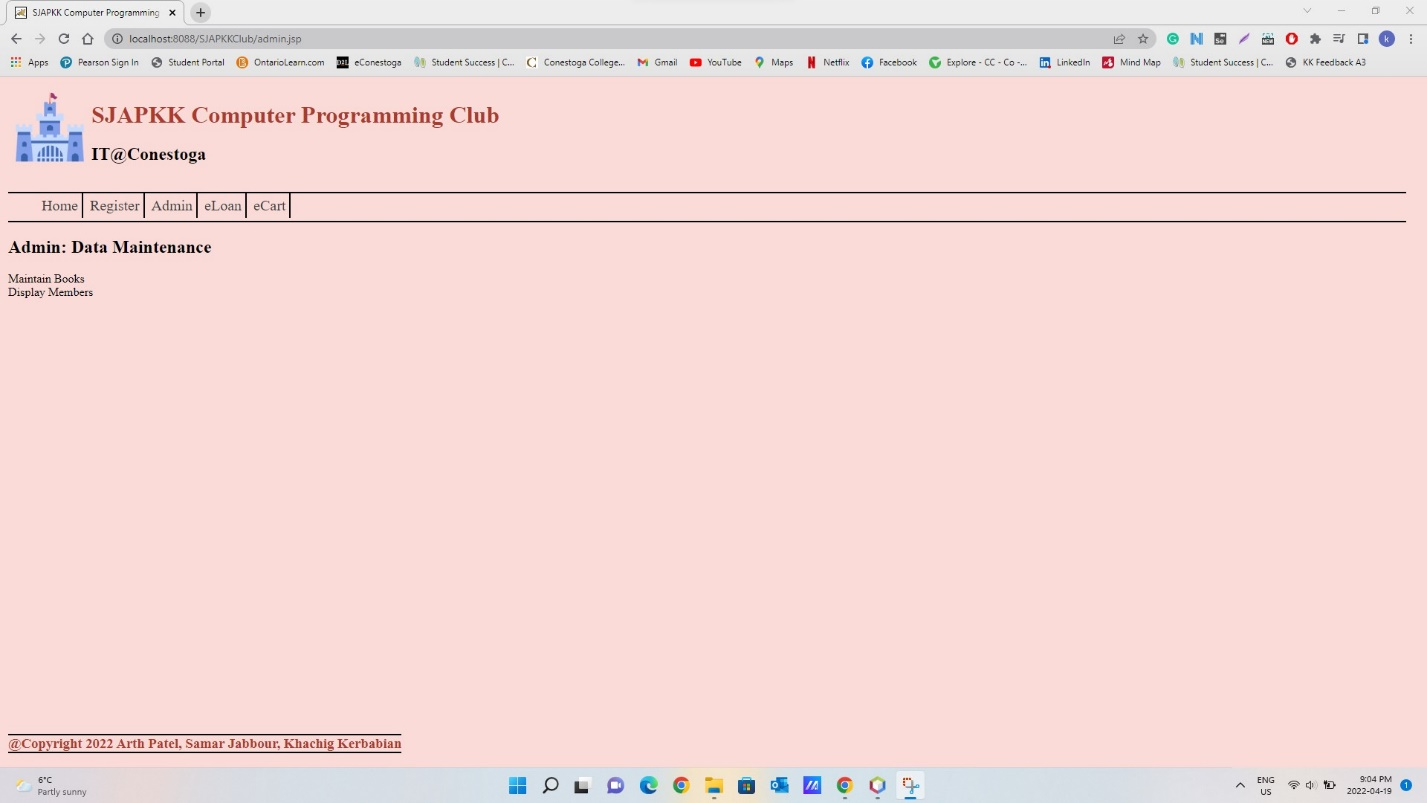 SJAPKK Computer Programming
localhost:8088/SJAPKKClub/admin.jsp
Apps Pearson Sign In Student Portal OntarioLearn.com D2L eConestoga Student Success | C... Conestoga College... Gmail YouTube Maps Netflix Facebook Explore - CC - Co -... LinkedIn Mind Map Student Success | C... KK Feedback A3
SJAPKK Computer Programming Club
IT@Conestoga
Home Register Admin eLoan eCart
Admin: Data Maintenance
Maintain Books
Display Members
@Copyright 2022 Arth Patel, Samar Jabbour, Khachig Kerbabian
6°C
Partly sunny
ENG
US
9:04 PM
2022-04-19
1